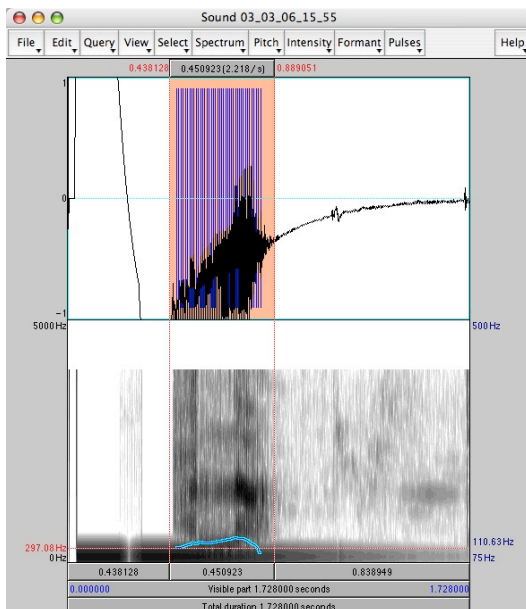 Sound 03_03_06_15_55
File Edit Query View Select Spectrum Pitch Intensity Formant Pulses Help
0.438128 0.450923 (2.218 / s) 0.889051
1
0
-1
5000 Hz 500 Hz
297.08 Hz 110.63 Hz
0 Hz 75 Hz
0.438128 0.450923 0.838949
0.000000 Visible part 1.728000 seconds 1.728000
Total duration 1.728000 seconds